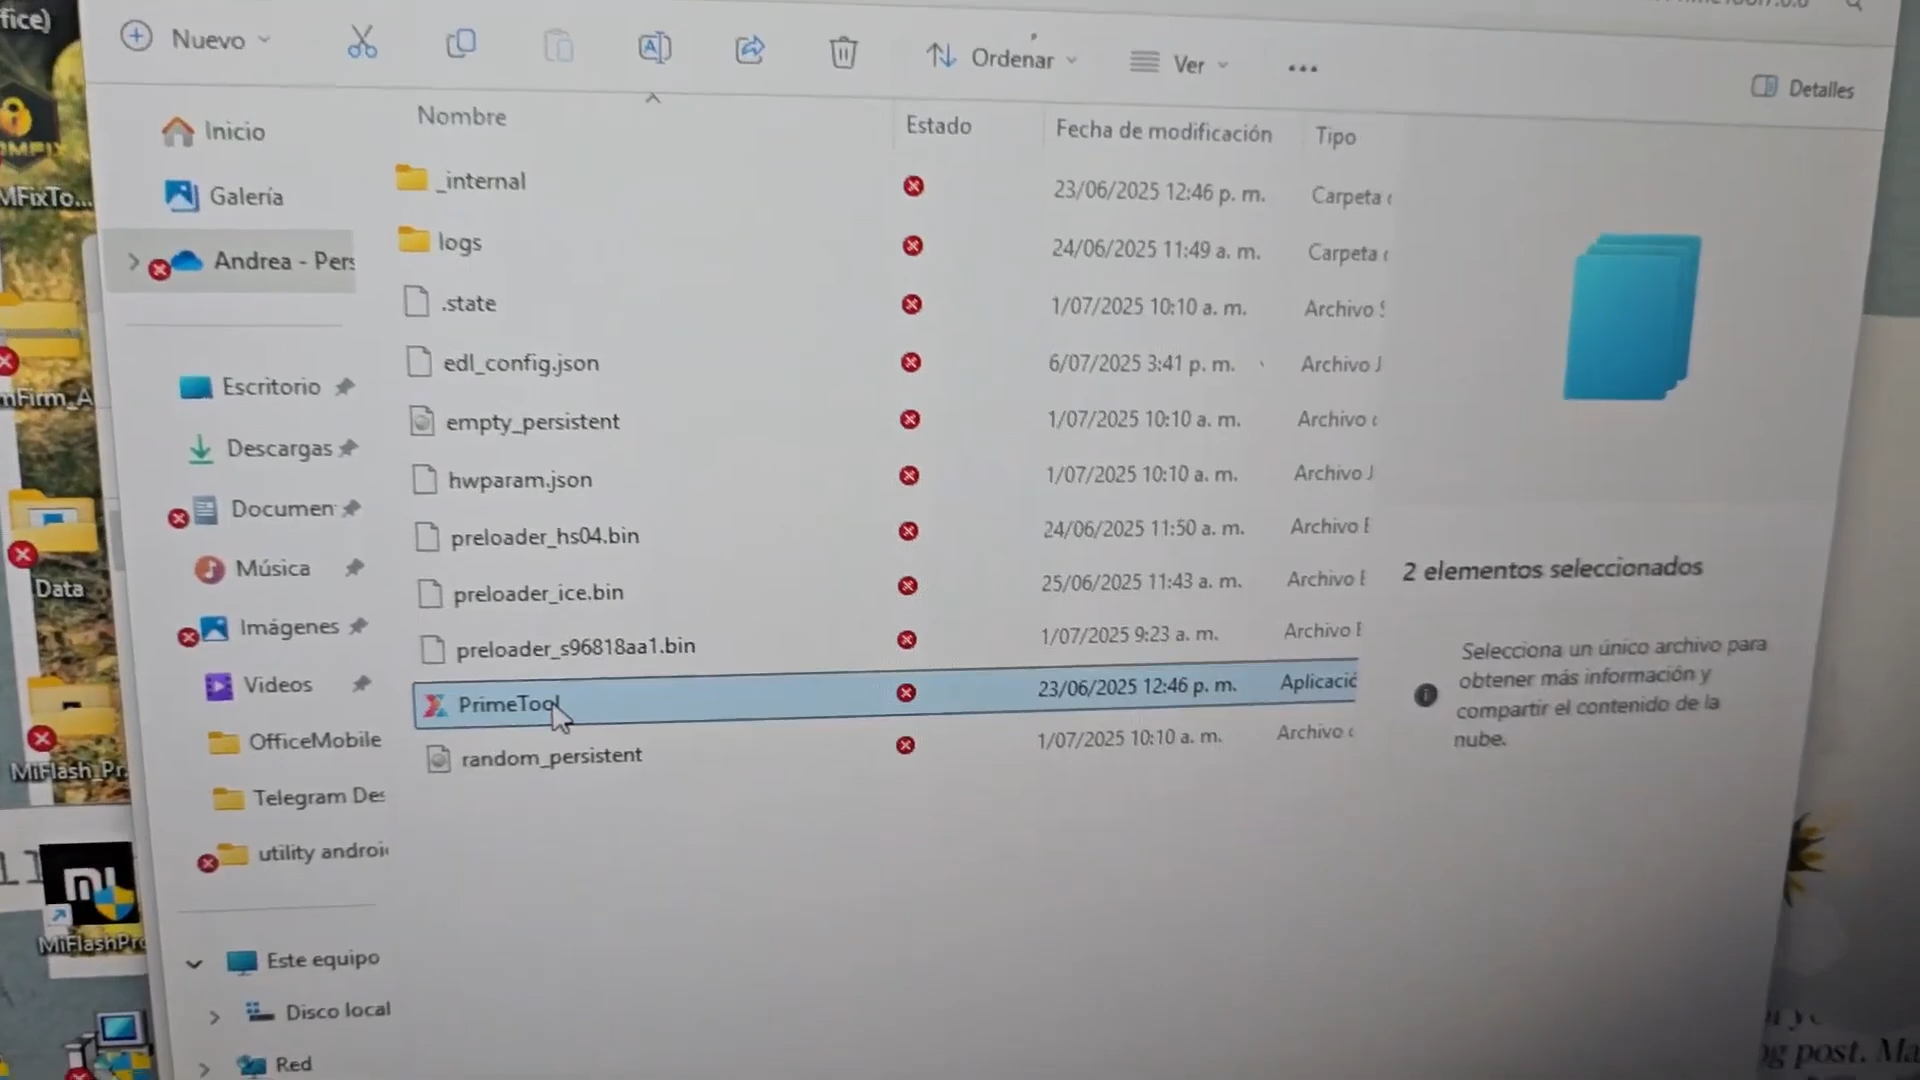 fice)
Nuevo
Ordenar
Ver
Detalles
Nombre
Estado
Fecha de modificación
Tipo
Inicio
Galería
Andrea - Pers
Escritorio
Descargas
Documen
Música
Imágenes
Videos
OfficeMobile
Telegram Des
utility androi
Este equipo
Disco local
Red
_internal 23/06/2025 12:46 p. m. Carpeta
logs 24/06/2025 11:49 a. m. Carpeta
.state 1/07/2025 10:10 a. m. Archivo S
edl_config.json 6/07/2025 3:41 p. m. Archivo J
empty_persistent 1/07/2025 10:10 a. m. Archivo
hwparam.json 1/07/2025 10:10 a. m. Archivo J
preloader_hs04.bin 24/06/2025 11:50 a. m. Archivo
preloader_ice.bin 25/06/2025 11:43 a. m. Archivo
preloader_s96818aa1.bin 1/07/2025 9:23 a. m. Archivo
PrimeTool 23/06/2025 12:46 p. m. Aplicació
random_persistent 1/07/2025 10:10 a. m. Archivo
2 elementos seleccionados
Selecciona un único archivo para
obtener más información y
compartir el contenido de la
nube.
MFixTo...
nFirm_A
Data
MiFlash_Pr
MiFlashPro
og post. Ma